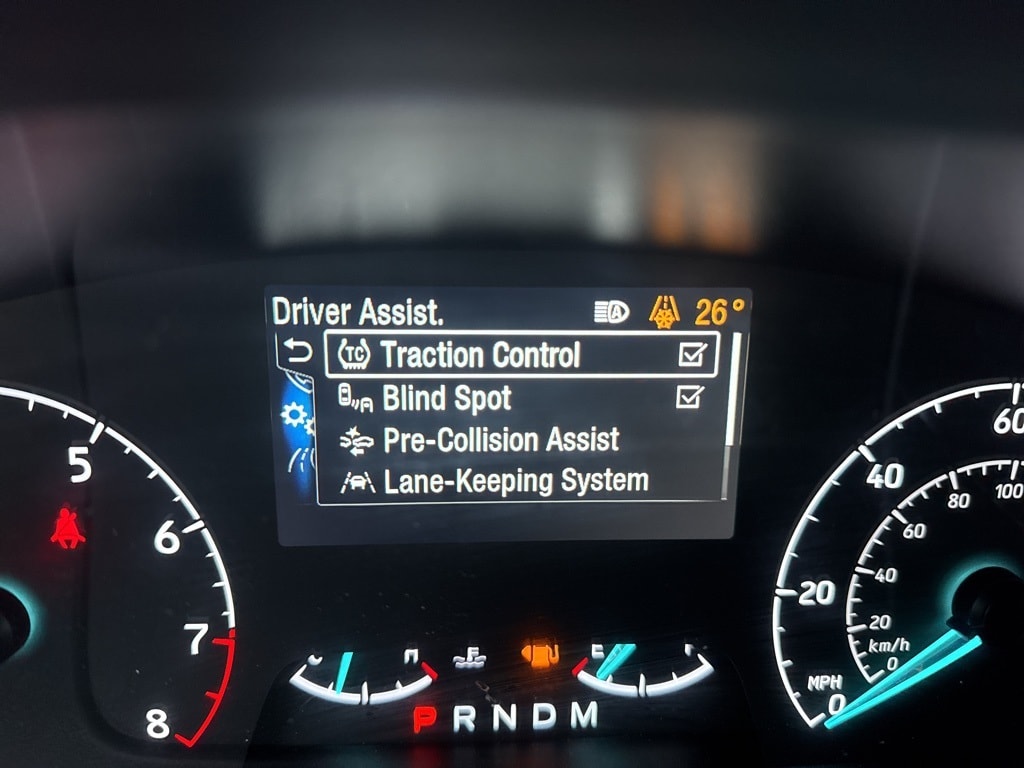 Driver Assist. A 26°
TC Traction Control
Blind Spot
Pre-Collision Assist
Lane-Keeping System
5
6
7
8
60
40
20
0
MPH
100
80
60
40
20
km/h
0
C H
E F
P R N D M